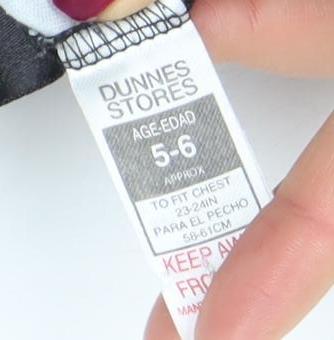 DUNNES
STORES
AGE-EDAD
5-6
APPROX
TO FIT CHEST
23-24IN
PARA EL PECHO
58-61CM
KEEP AW
FRO
MAN